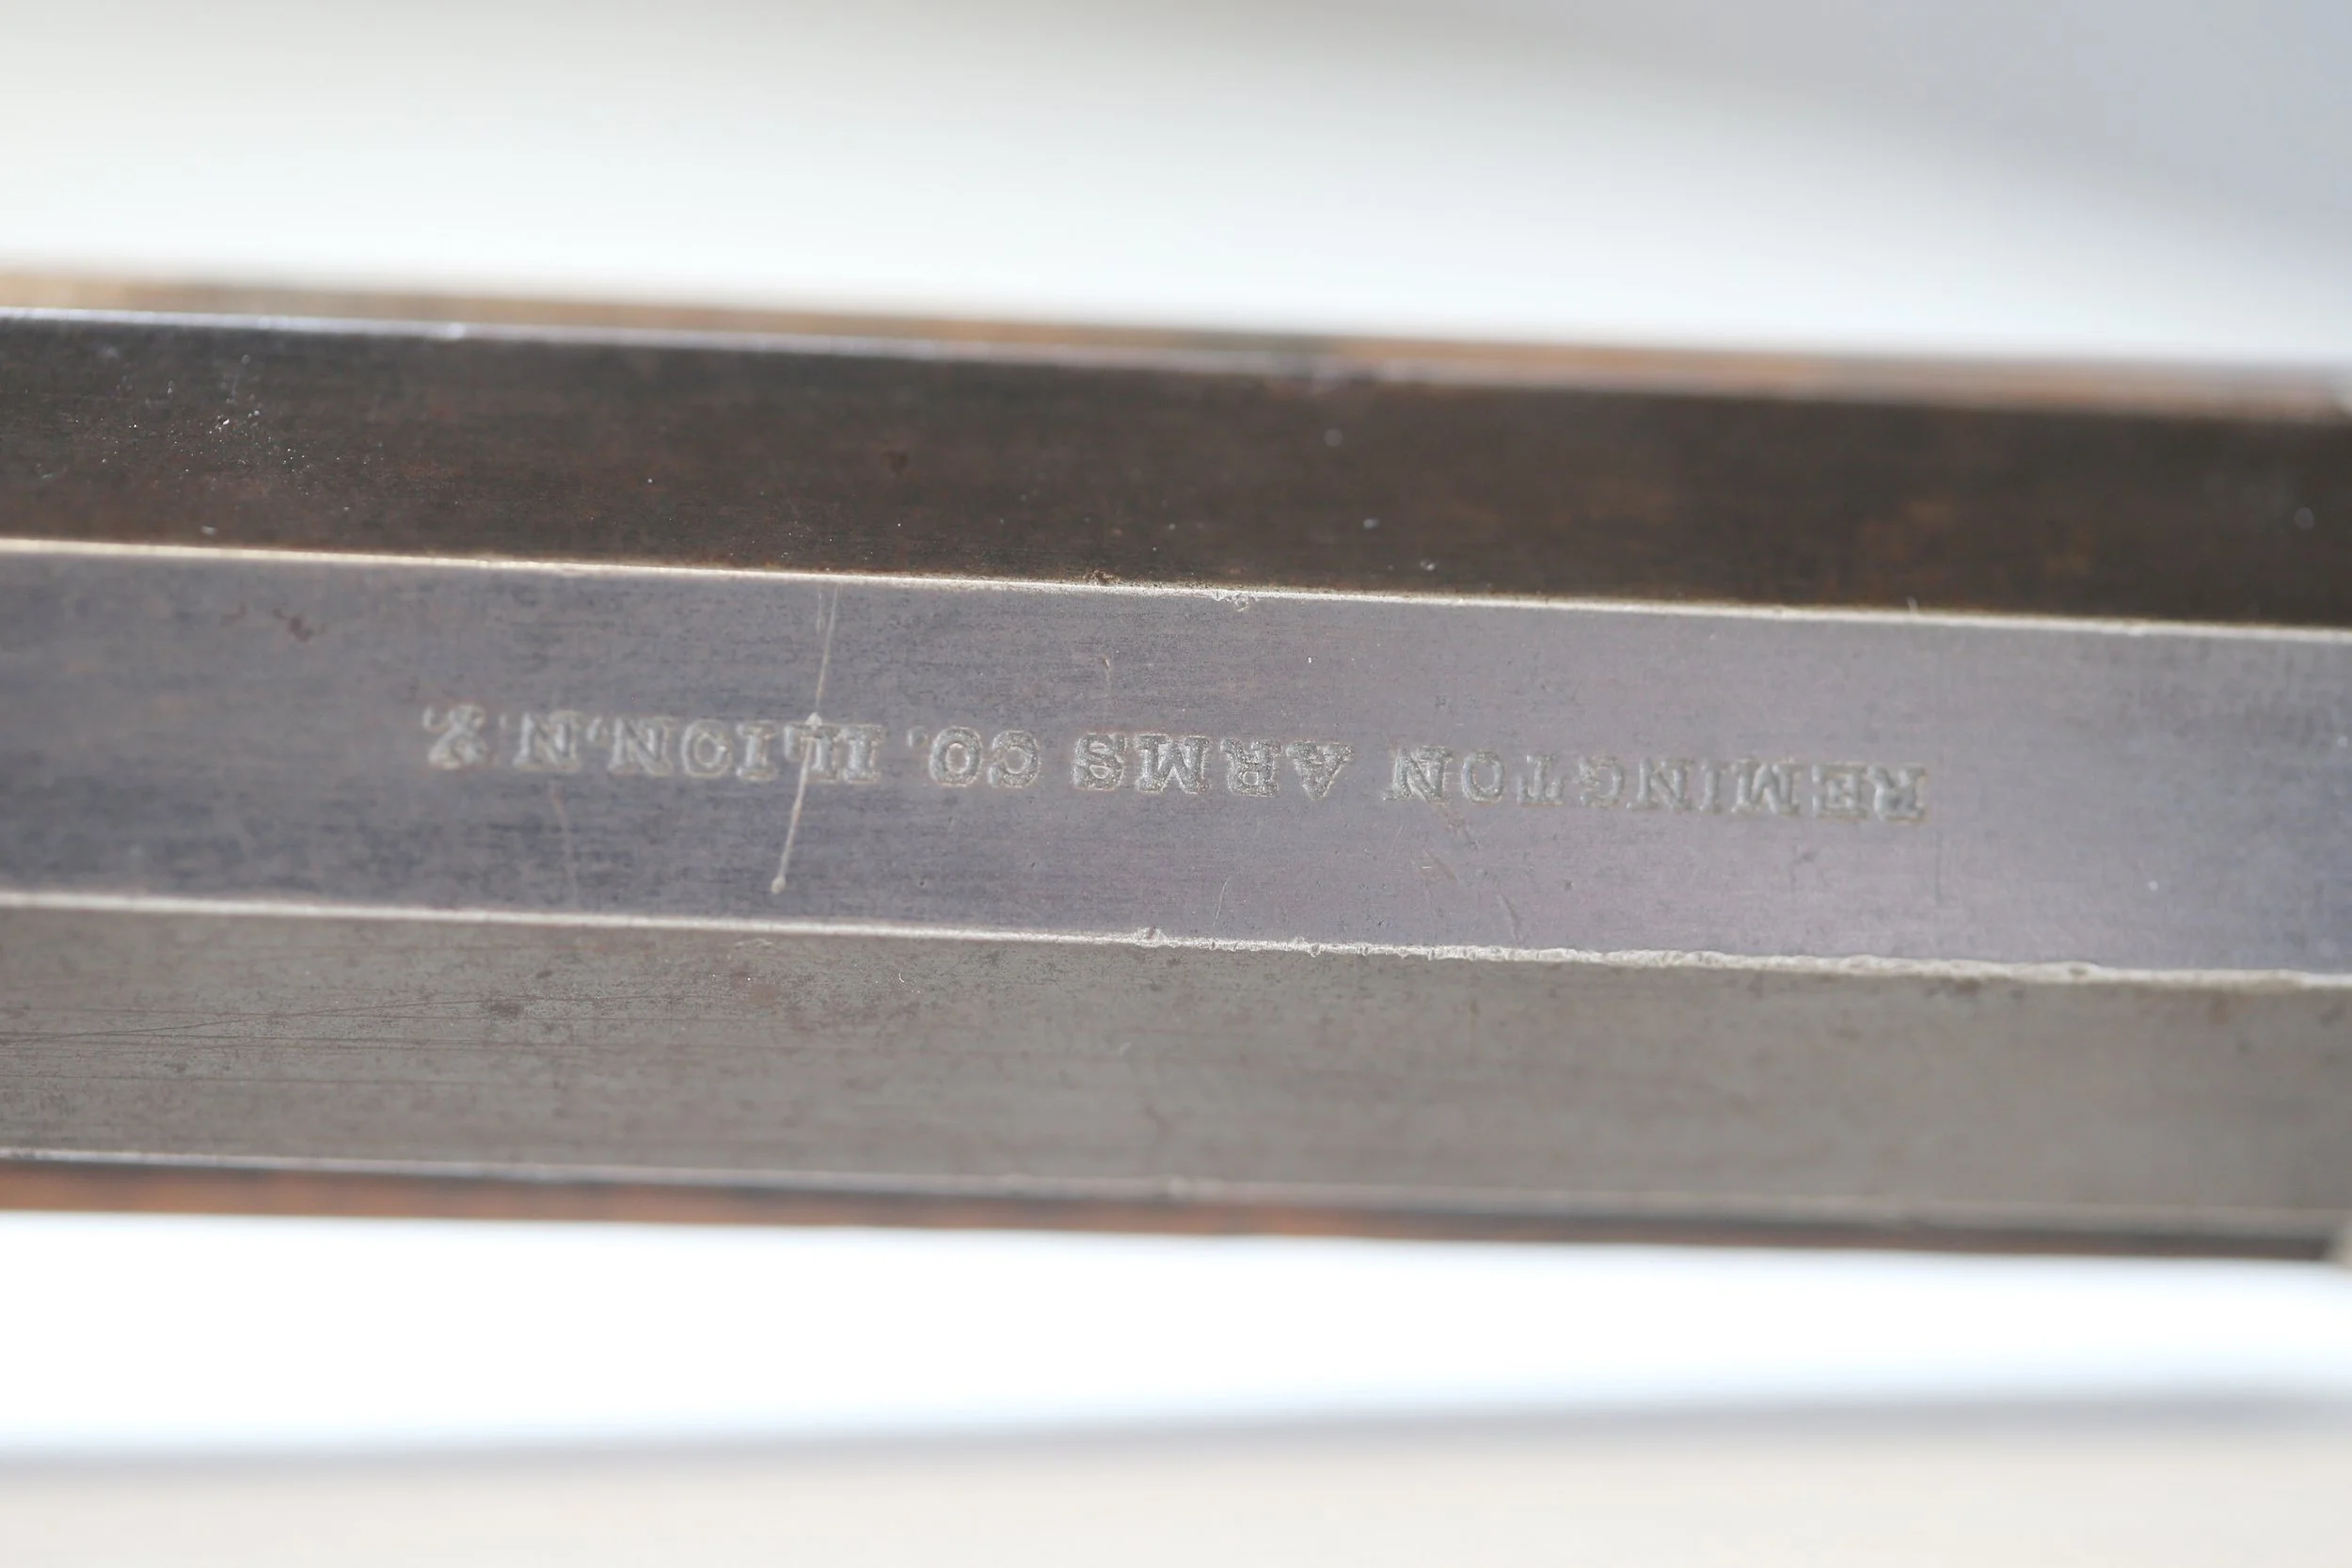 REMINGTON ARMS CO. ILION, N.Y.